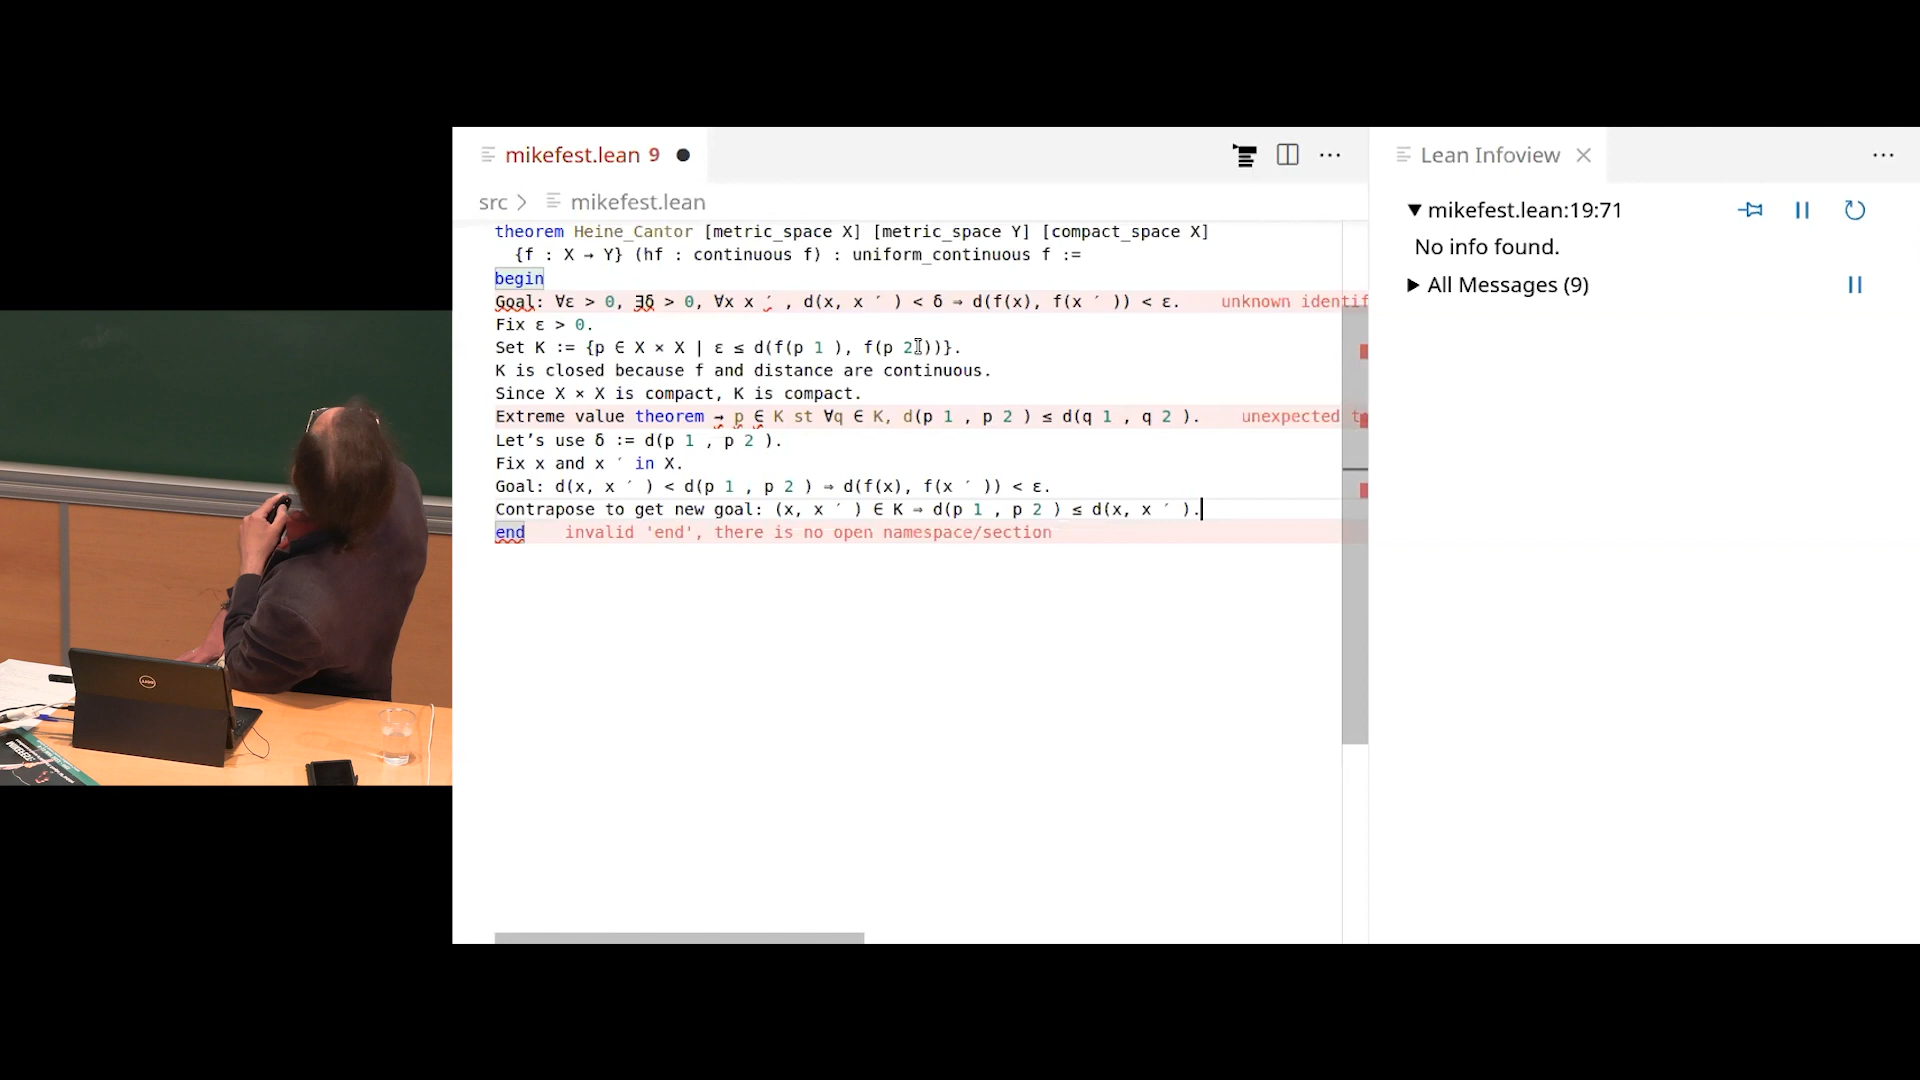 mikefest.lean 9
Lean Infoview
src > mikefest.lean
theorem Heine_Cantor [metric_space X] [metric_space Y] [compact_space X]
{f : X → Y} (hf : continuous f) : uniform_continuous f :=
begin
Goal: ∀ε > 0, ∃δ > 0, ∀x x ′ , d(x, x ′ ) < δ ⇒ d(f(x), f(x ′ )) < ε. unknown identif
Fix ε > 0.
Set K := {p ∈ X × X | ε ≤ d(f(p 1 ), f(p 2 ))}.
K is closed because f and distance are continuous.
Since X × X is compact, K is compact.
Extreme value theorem → p ∈ K st ∀q ∈ K, d(p 1 , p 2 ) ≤ d(q 1 , q 2 ). unexpected t
Let’s use δ := d(p 1 , p 2 ).
Fix x and x ′ in X.
Goal: d(x, x ′ ) < d(p 1 , p 2 ) ⇒ d(f(x), f(x ′ )) < ε.
Contrapose to get new goal: (x, x ′ ) ∈ K ⇒ d(p 1 , p 2 ) ≤ d(x, x ′ ).
end invalid 'end', there is no open namespace/section
mikefest.lean:19:71
No info found.
All Messages (9)
DELL